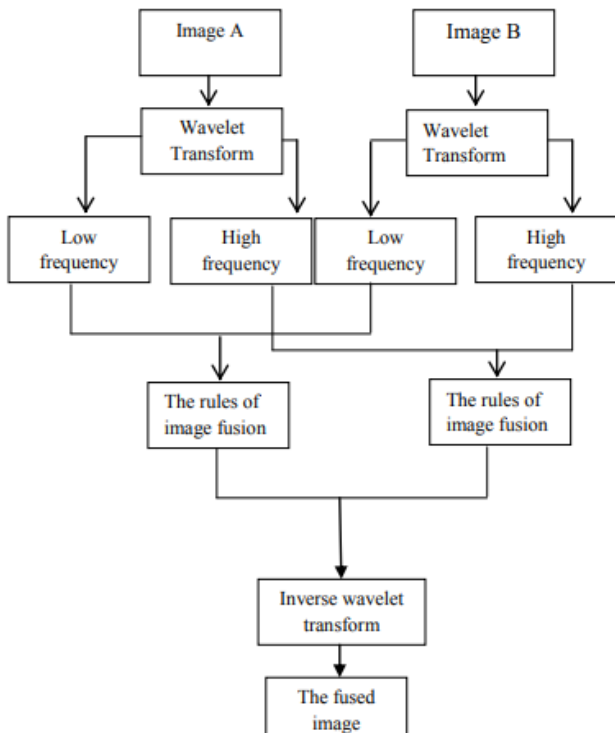 Image A
Image B
Wavelet
Transform
Wavelet
Transform
Low
frequency
High
frequency
Low
frequency
High
frequency
The rules of
image fusion
The rules of
image fusion
Inverse wavelet
transform
The fused
image